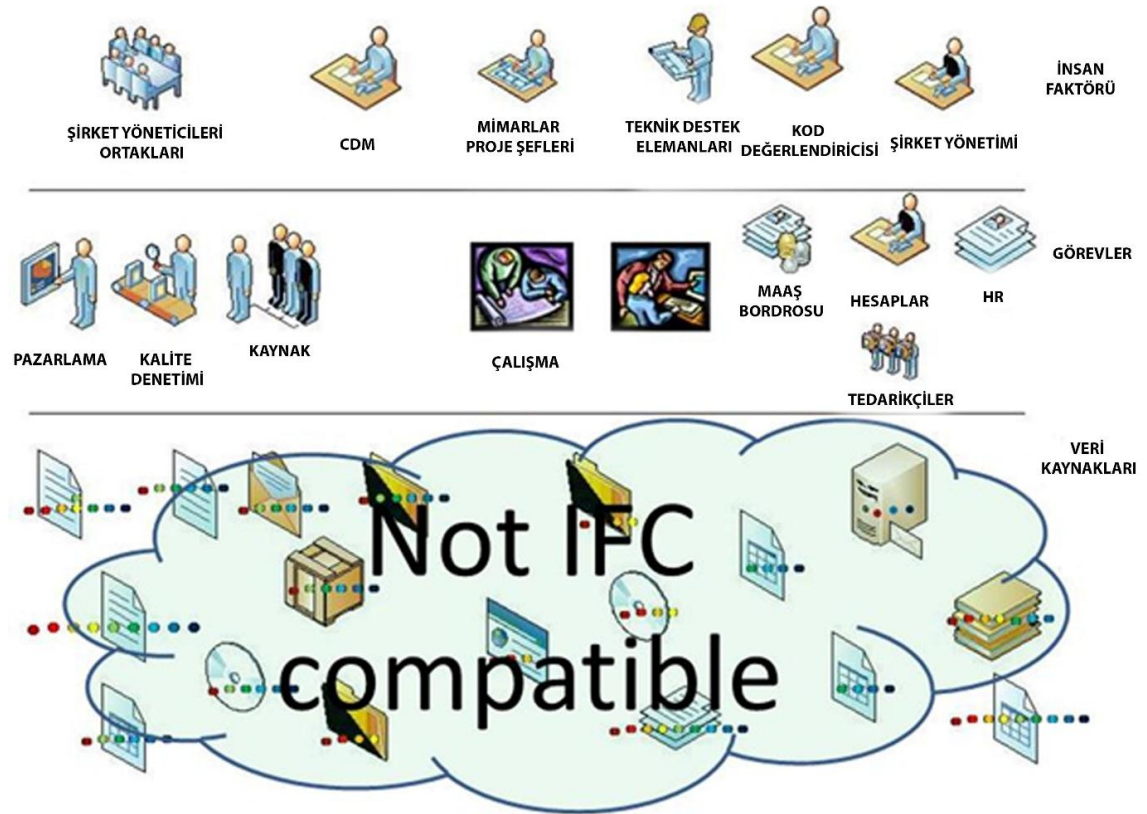 ŞİRKET YÖNETİCİLERİ
ORTAKLARI
CDM
MİMARLAR
PROJE ŞEFLERİ
TEKNİK DESTEK
ELEMANLARI
KOD
DEĞERLENDİRİCİSİ
ŞİRKET YÖNETİMİ
İNSAN
FAKTÖRÜ
PAZARLAMA
KALİTE
DENETİMİ
KAYNAK
ÇALIŞMA
MAAŞ
BORDROSU
HESAPLAR
HR
TEDARİKÇİLER
GÖREVLER
VERİ
KAYNAKLARI
Not IFC
compatible